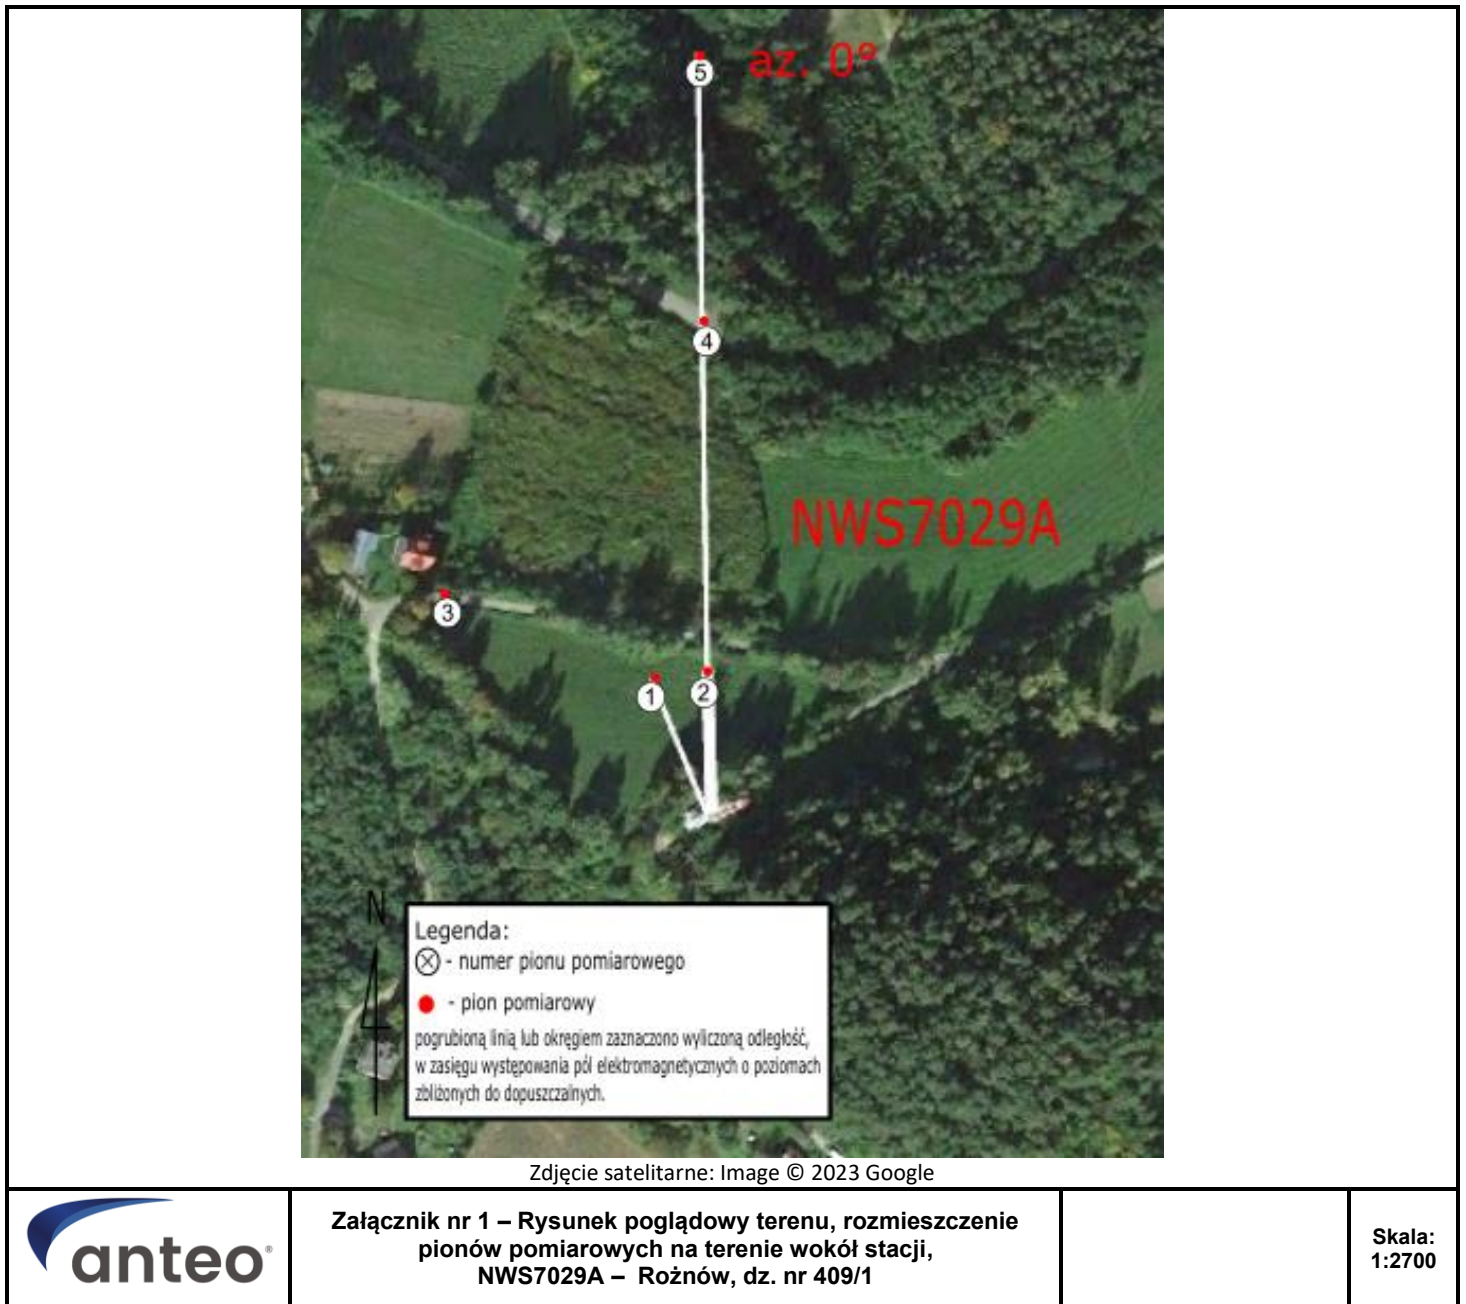 5
az. 0°
4
NWS7029A
3
1
2
N
Legenda:
- numer pionu pomiarowego
- pion pomiarowy
pogrubioną linią lub okręgiem zaznaczono wyliczoną odległość,
w zasięgu występowania pól elektromagnetycznych o poziomach
zbliżonych do dopuszczalnych.
Zdjęcie satelitarne: Image © 2023 Google
anteo®
Załącznik nr 1 – Rysunek poglądowy terenu, rozmieszczenie
pionów pomiarowych na terenie wokół stacji,
NWS7029A – Rożnów, dz. nr 409/1
Skala:
1:2700